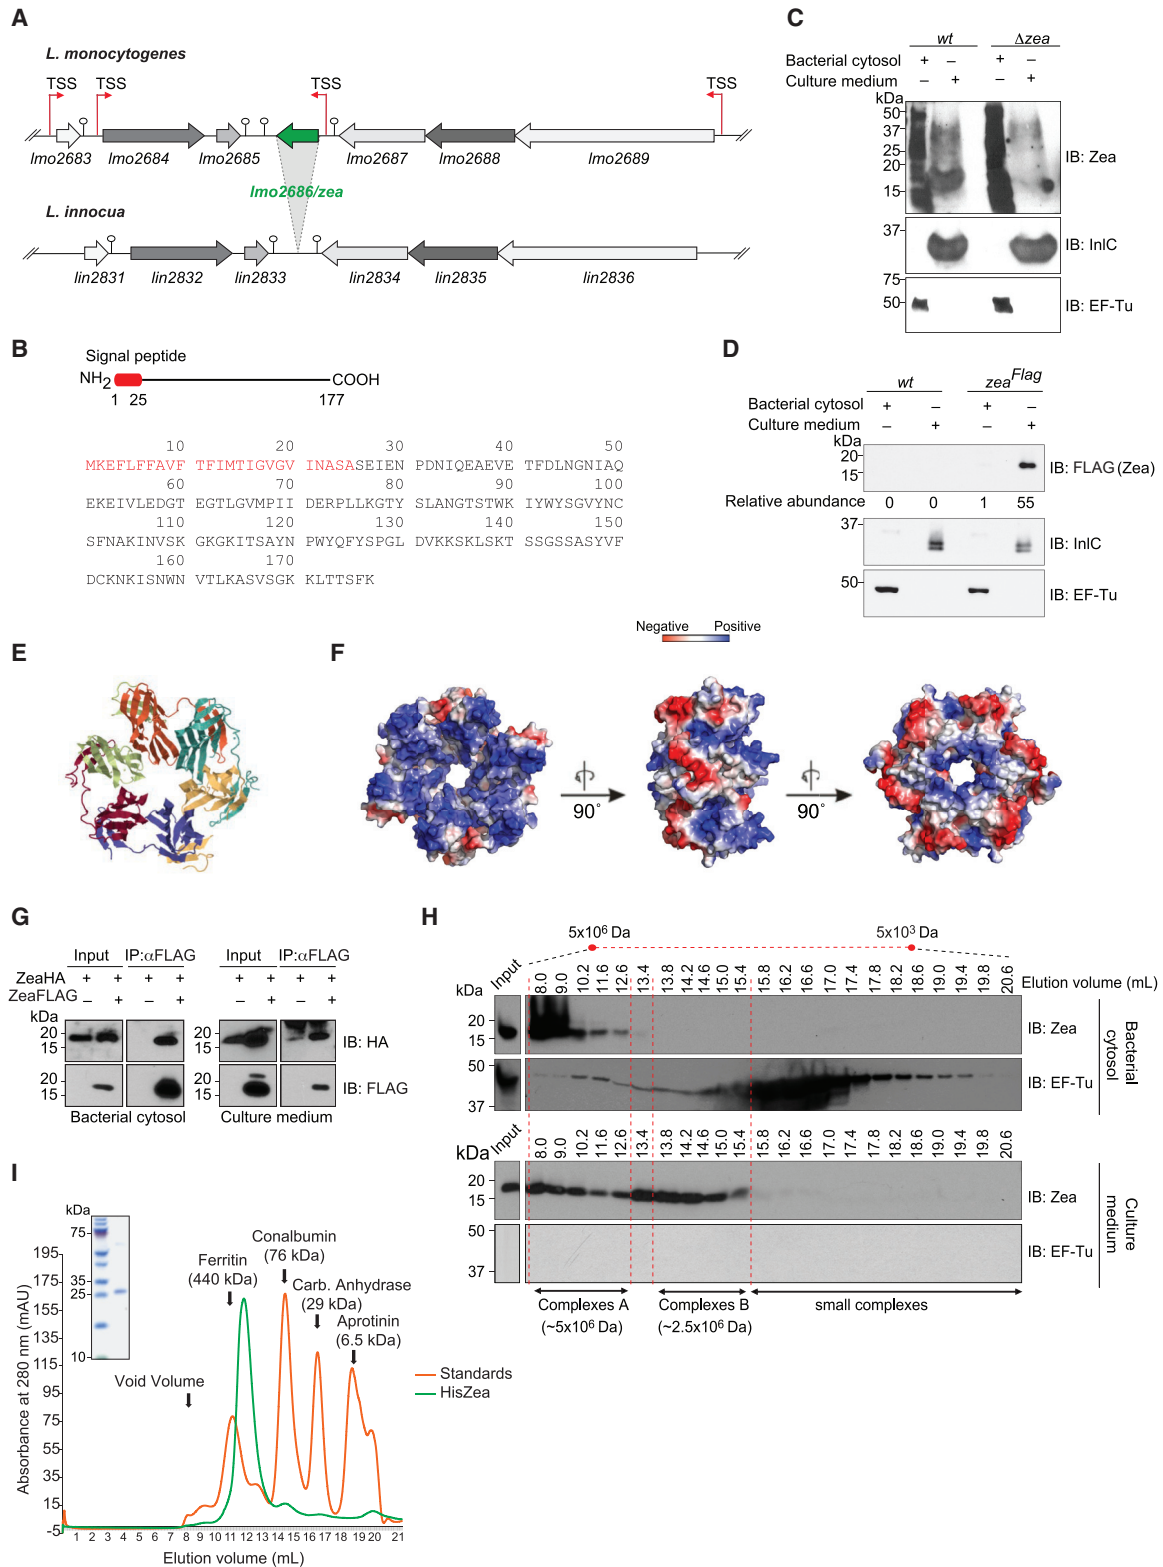 A
L. monocytogenes
TSS TSS TSS TSS
lmo2683 lmo2684 lmo2685 lmo2687 lmo2688 lmo2689
lmo2686/zea
L. innocua
lin2831 lin2832 lin2833 lin2834 lin2835 lin2836
B
Signal peptide
NH2 COOH
1 25 177
10 20 30 40 50
MKEFLFFAVF TFIMTIGVGV INASASEIEN PDNIQEAEVE TFDLNGNIAQ
60 70 80 90 100
EKEIVLEDGT EGTLGVMPII DERPLLKGTY SLANGTSTWK IYWYSGVYNC
110 120 130 140 150
SFNAKINVSK GKGKITSAYN PWYQFYSPGL DVKKSKLSKT SSGSSASYVF
160 170
DCKNKISNWN VTLKASVSGK KLTTSFK
C
wt Δzea
Bacterial cytosol + – + –
Culture medium – + – +
kDa
50
37
25
20
15
IB: Zea
37
IB: InlC
75
50
IB: EF-Tu
D
wt zeaFlag
Bacterial cytosol + – + –
Culture medium – + – +
kDa
20
15
IB: FLAG (Zea)
Relative abundance 0 0 1 55
37
IB: InlC
50
IB: EF-Tu
E
F
Negative Positive
90°
90°
G
Input IP:αFLAG Input IP:αFLAG
ZeaHA + + + + + + + +
ZeaFLAG – + – + – + – +
kDa
20
15
20
15
IB: HA
20
15
20
15
IB: FLAG
Bacterial cytosol Culture medium
H
5x10⁶ Da 5x10³ Da
kDa Input 8.0 9.0 10.2 11.6 12.6 13.4 13.8 14.2 14.6 15.0 15.4 15.8 16.2 16.6 17.0 17.4 17.8 18.2 18.6 19.0 19.4 19.8 20.6 Elution volume (mL)
20
15
IB: Zea
50
37
IB: EF-Tu
Bacterial cytosol
kDa Input 8.0 9.0 10.2 11.6 12.6 13.4 13.8 14.2 14.6 15.0 15.4 15.8 16.2 16.6 17.0 17.4 17.8 18.2 18.6 19.0 19.4 19.8 20.6
20
15
IB: Zea
50
37
IB: EF-Tu
Culture medium
Complexes A Complexes B small complexes
(~5x10⁶ Da) (~2.5x10⁶ Da)
I
kDa
75
35
25
10
Absorbance at 280 nm (mAU)
195
175
155
135
115
95
75
55
35
15
-5
Void Volume
Ferritin
(440 kDa)
Conalbumin
(76 kDa)
Carb. Anhydrase
(29 kDa)
Aprotinin
(6.5 kDa)
Standards
HisZea
1 2 3 4 5 6 7 8 9 10 11 12 13 14 15 16 17 18 19 20 21
Elution volume (mL)